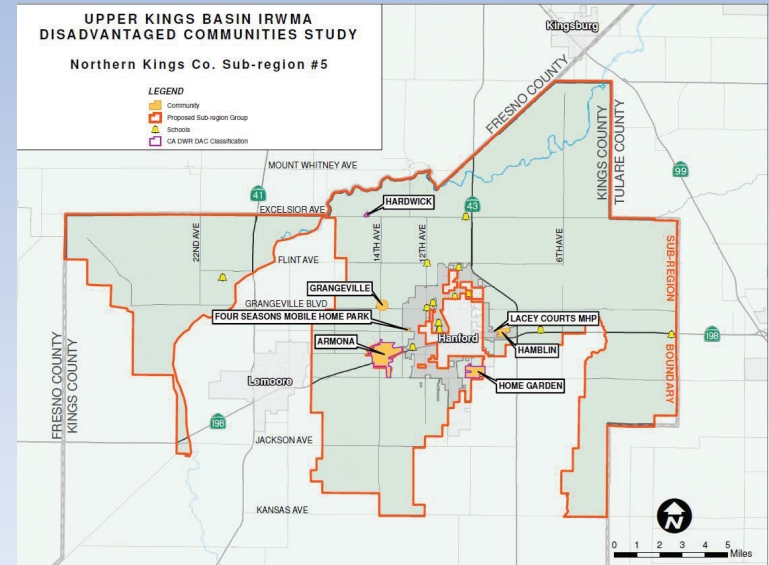 UPPER KINGS BASIN IRWMA
DISADVANTAGED COMMUNITIES STUDY
Northern Kings Co. Sub-region #5
LEGEND
Community
Proposed Sub-region Group
Schools
CA DWR DAC Classification
Kingsburg
FRESNO COUNTY
KINGS COUNTY
TULARE COUNTY
99
MOUNT WHITNEY AVE
41
HARDWICK
43
EXCELSIOR AVE
22ND AVE
14TH AVE
12TH AVE
6TH AVE
FLINT AVE
SUB-REGION BOUNDARY
GRANGEVILLE
GRANGEVILLE BLVD
FOUR SEASONS MOBILE HOME PARK
LACEY COURTS MHP
198
Hanford
HAMBLIN
ARMONA
Lemoore
HOME GARDEN
FRESNO COUNTY
KINGS COUNTY
198
JACKSON AVE
KANSAS AVE
N
0 1 2 3 4 5
Miles